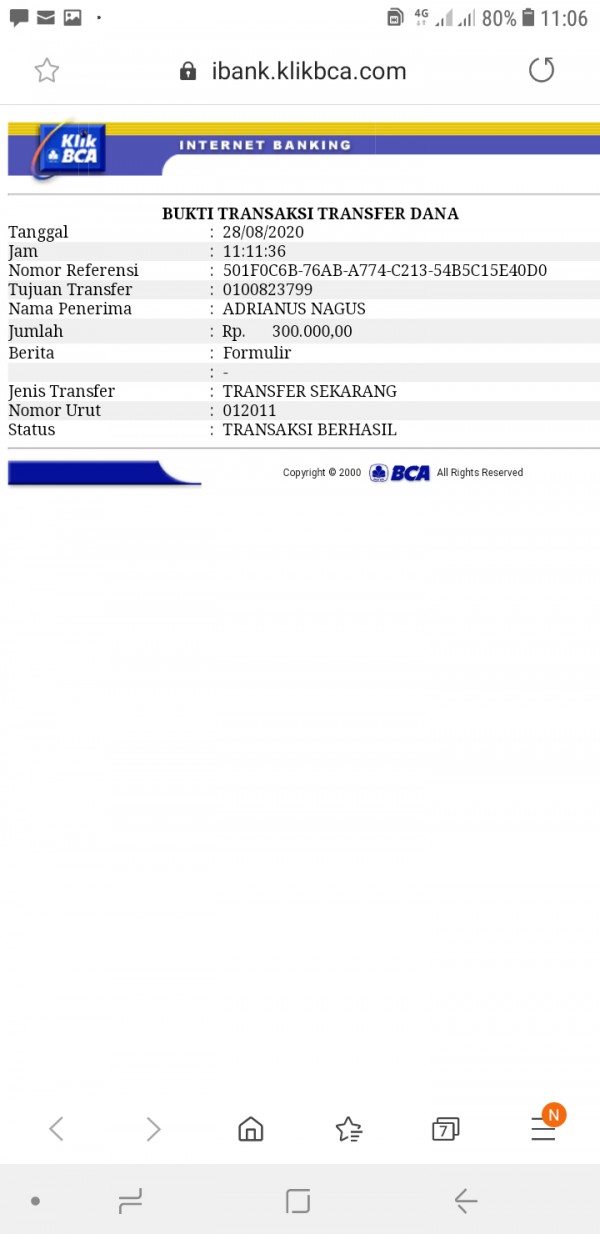 4G 80% 11:06
ibank.klikbca.com
Klik
BCA
INTERNET BANKING
BUKTI TRANSAKSI TRANSFER DANA
Tanggal : 28/08/2020
Jam : 11:11:36
Nomor Referensi : 501F0C6B-76AB-A774-C213-54B5C15E40D0
Tujuan Transfer : 0100823799
Nama Penerima : ADRIANUS NAGUS
Jumlah : Rp. 300.000,00
Berita : Formulir
: -
Jenis Transfer : TRANSFER SEKARANG
Nomor Urut : 012011
Status : TRANSAKSI BERHASIL
Copyright © 2000 BCA All Rights Reserved
7
N